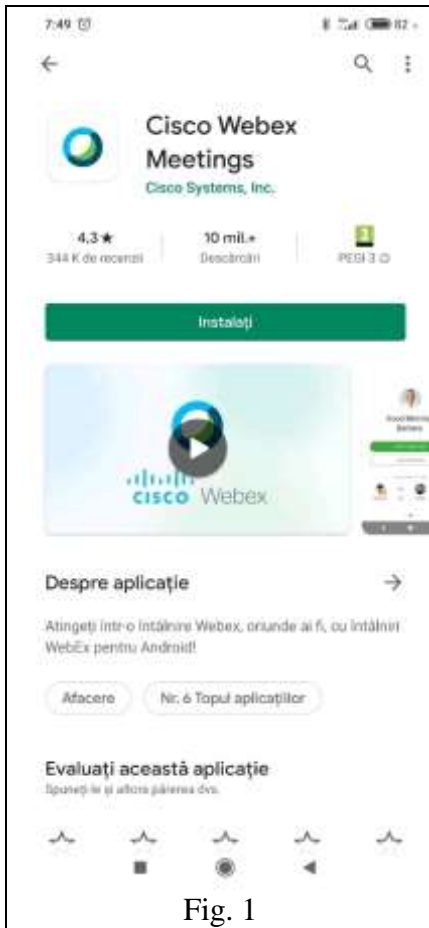 7:49
82
Cisco Webex
Meetings
Cisco Systems, Inc.
4,3★
10 mil.+
3
344 K de recenzii
Descărcări
PEGI 3
Instalați
CISCO Webex
Despre aplicație
Atingeți într-o întâlnire Webex, oriunde ai fi, cu întâlniri
WebEx pentru Android!
Afacere
Nr. 6 Topul aplicațiilor
Evaluați această aplicație
Spuneți-le și altora părerea dvs.
Fig. 1